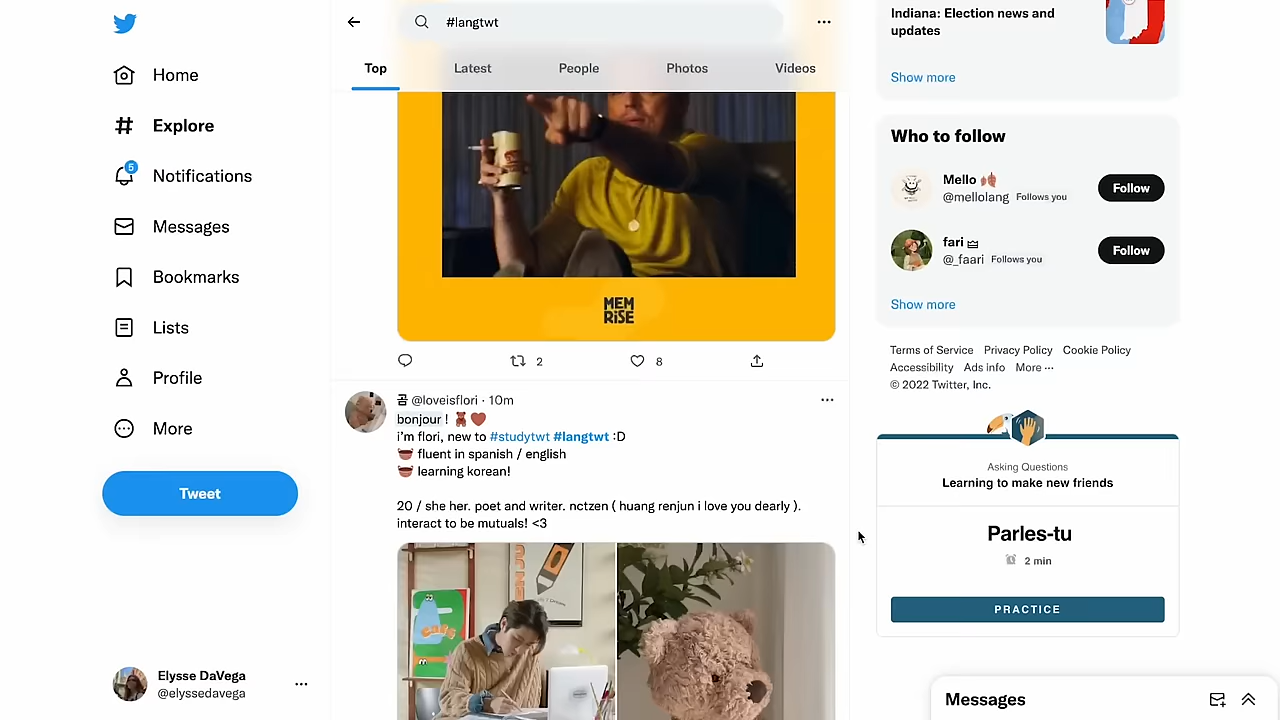 Home
Explore
5
Notifications
Messages
Bookmarks
Lists
Profile
More
Tweet
Elysse DaVega
@elyssedavega
#langtwt
Top
Latest
People
Photos
Videos
MEM
RiSE
2
8
곰 @loveisflori · 10m
bonjour ! 🧸❤️
i'm flori, new to #studytwt #langtwt :D
fluent in spanish / english
learning korean!
20 / she her. poet and writer. nctzen ( huang renjun i love you dearly ).
interact to be mutuals! <3
Indiana: Election news and
updates
Show more
Who to follow
Mello
@mellolang Follows you
Follow
fari
@_faari Follows you
Follow
Show more
Terms of Service Privacy Policy Cookie Policy
Accessibility Ads info More ···
© 2022 Twitter, Inc.
Asking Questions
Learning to make new friends
Parles-tu
2 min
PRACTICE
Messages